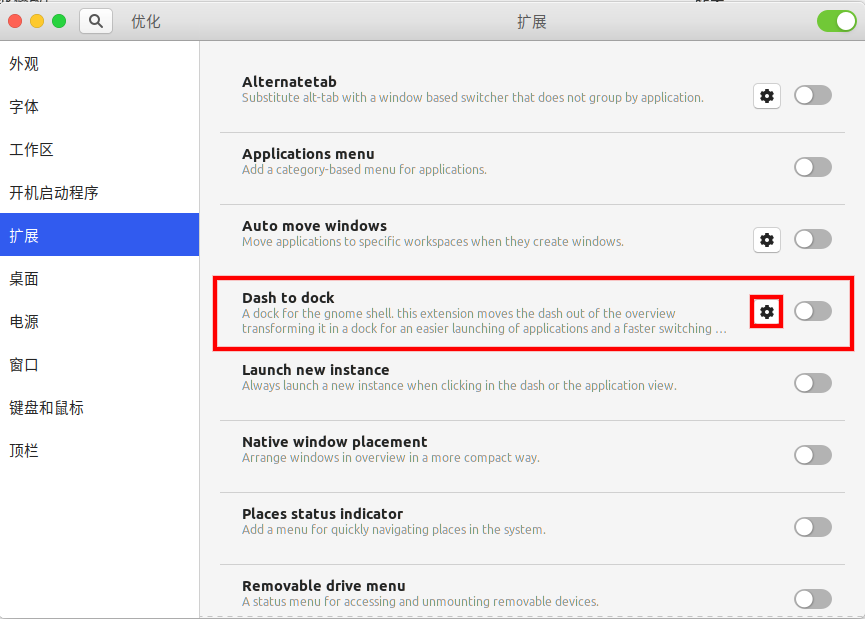 优化
扩展
外观
字体
工作区
开机启动程序
扩展
桌面
电源
窗口
键盘和鼠标
顶栏
Alternatetab
Substitute alt-tab with a window based switcher that does not group by application.
Applications menu
Add a category-based menu for applications.
Auto move windows
Move applications to specific workspaces when they create windows.
Dash to dock
A dock for the gnome shell. this extension moves the dash out of the overview
transforming it in a dock for an easier launching of applications and a faster switching ...
Launch new instance
Always launch a new instance when clicking in the dash or the application view.
Native window placement
Arrange windows in overview in a more compact way.
Places status indicator
Add a menu for quickly navigating places in the system.
Removable drive menu
A status menu for accessing and unmounting removable devices.